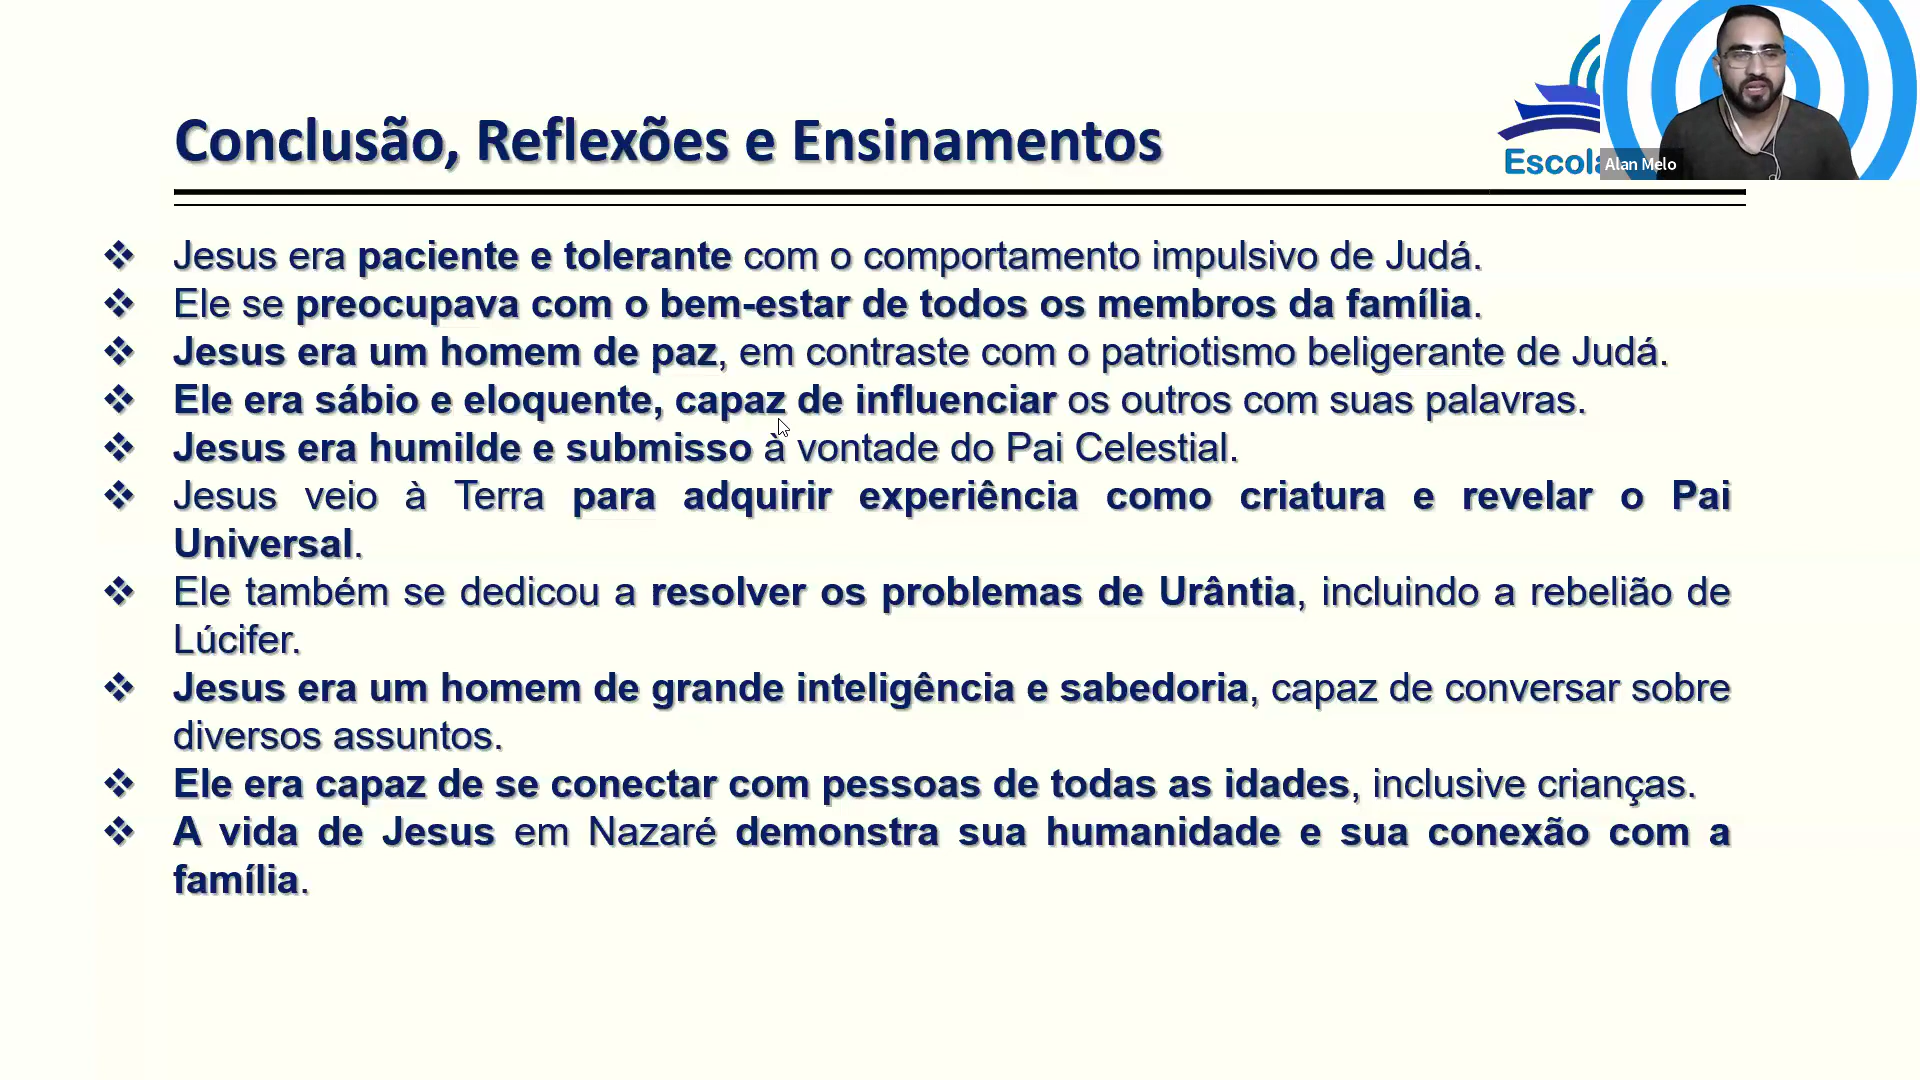 Conclusão, Reflexões e Ensinamentos
Escola
Alan Melo
❖ Jesus era paciente e tolerante com o comportamento impulsivo de Judá.
❖ Ele se preocupava com o bem-estar de todos os membros da família.
❖ Jesus era um homem de paz, em contraste com o patriotismo beligerante de Judá.
❖ Ele era sábio e eloquente, capaz de influenciar os outros com suas palavras.
❖ Jesus era humilde e submisso à vontade do Pai Celestial.
❖ Jesus veio à Terra para adquirir experiência como criatura e revelar o Pai
Universal.
❖ Ele também se dedicou a resolver os problemas de Urântia, incluindo a rebelião de
Lúcifer.
❖ Jesus era um homem de grande inteligência e sabedoria, capaz de conversar sobre
diversos assuntos.
❖ Ele era capaz de se conectar com pessoas de todas as idades, inclusive crianças.
❖ A vida de Jesus em Nazaré demonstra sua humanidade e sua conexão com a
família.